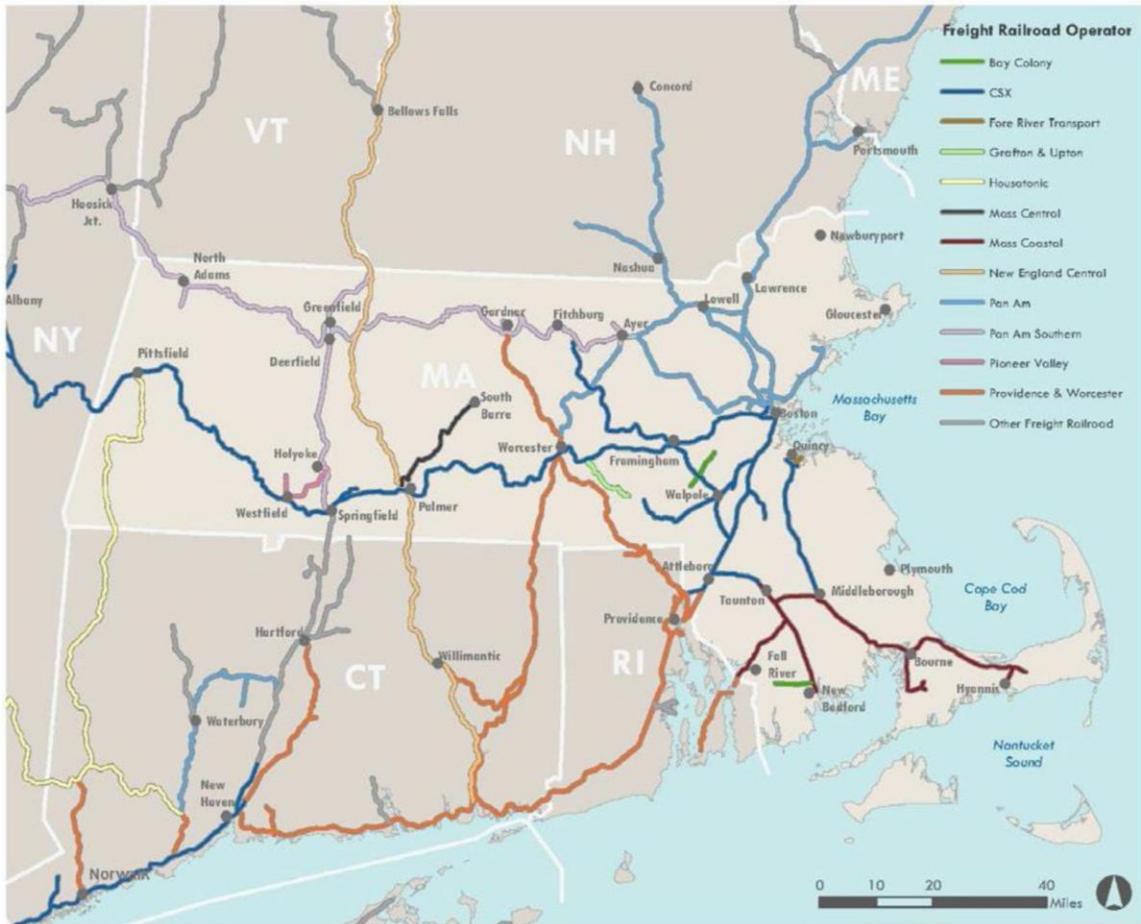 Freight Railroad Operator
Bay Colony
CSX
Fore River Transport
Grafton & Upton
Housatonic
Mass Central
Mass Coastal
New England Central
Pan Am
Pan Am Southern
Pioneer Valley
Providence & Worcester
Other Freight Railroad
ME
Concord
Bellows Falls
VT
NH
Portsmouth
Hoosick
Jct.
Newburyport
North
Adams
Nashua
Lawrence
Albany
Greenfield
Gardner
Fitchburg
Ayer
Lowell
Gloucester
NY
Pittsfield
Deerfield
MA
South
Barre
Massachusetts
Bay
Boston
Holyoke
Worcester
Framingham
Quincy
Westfield
Springfield
Palmer
Walpole
Attleboro
Plymouth
Taunton
Middleborough
Cape Cod
Bay
Providence
Hartford
CT
Willimantic
RI
Fall
River
Bourne
Hyannis
New
Bedford
Waterbury
Nantucket
Sound
New
Haven
Norwalk
0 10 20 40
Miles